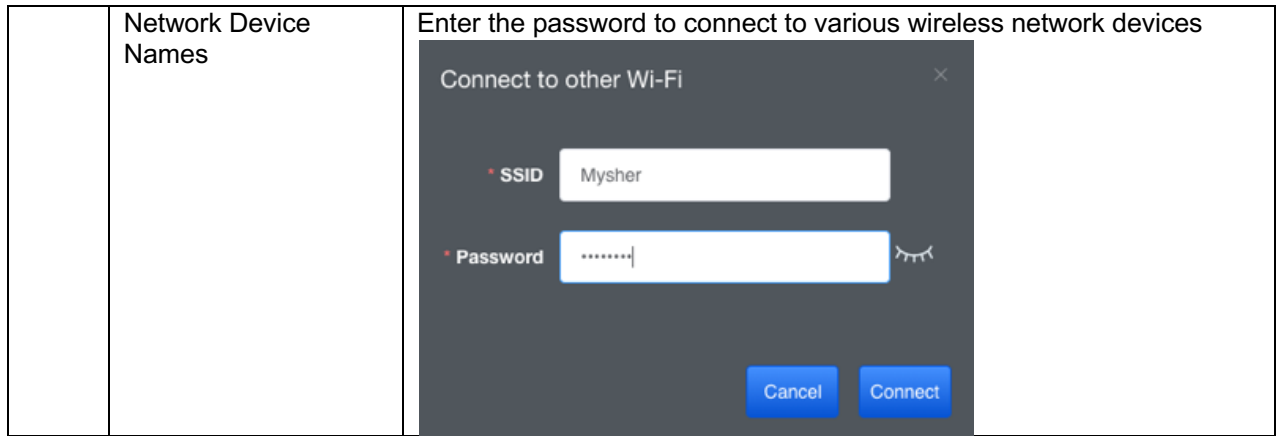 Network Device
Names
Enter the password to connect to various wireless network devices
Connect to other Wi-Fi
* SSID
Mysher
* Password
••••••••
Cancel
Connect